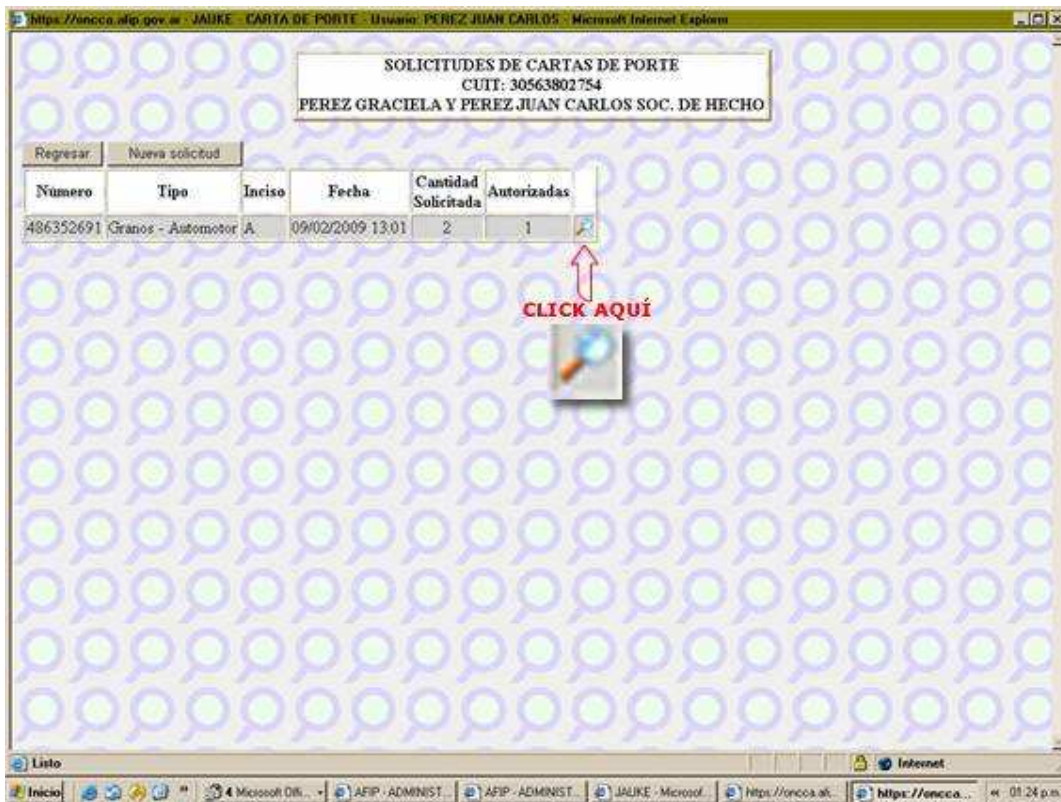 https://oncca.afip.gov.ar - JAUKE - CARTA DE PORTE - Usuario: PEREZ JUAN CARLOS - Microsoft Internet Explorer
SOLICITUDES DE CARTAS DE PORTE
CUIT: 30563802754
PEREZ GRACIELA Y PEREZ JUAN CARLOS SOC. DE HECHO
Regresar Nueva solicitud
Número Tipo Inciso Fecha Cantidad Solicitada Autorizadas
486352691 Granos - Automotor A 09/02/2009 13:01 2 1
CLICK AQUÍ
Listo Internet
Inicio 4 Microsoft Offi... AFIP - ADMINIST... AFIP - ADMINIST... JAUKE - Microsof... https://oncca.afi... https://oncca... 01:24 p.m.